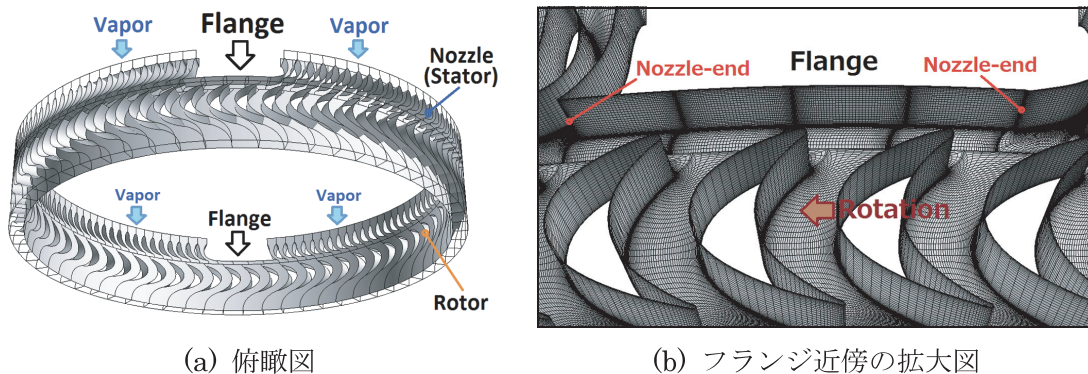 Vapor
Flange
Vapor
Nozzle
(Stator)
Vapor
Vapor
Flange
Rotor
(a) 俯瞰図
Nozzle-end
Flange
Nozzle-end
Rotation
(b) フランジ近傍の拡大図